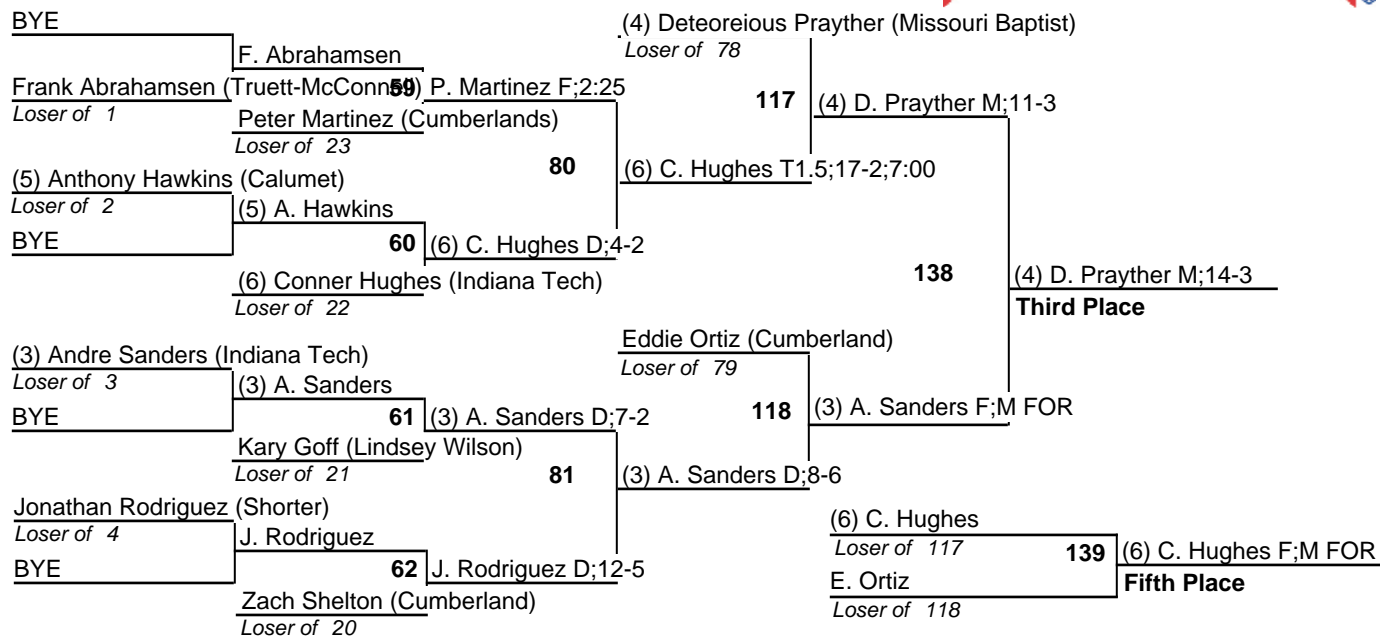 BYE
F. Abrahamsen
Frank Abrahamsen (Truett-McConnell)
Loser of 1
59
P. Martinez F;2:25
Peter Martinez (Cumberlands)
Loser of 23
80
(5) Anthony Hawkins (Calumet)
Loser of 2
(5) A. Hawkins
BYE
60
(6) C. Hughes D;4-2
(6) Conner Hughes (Indiana Tech)
Loser of 22
(4) Deteoreious Prayther (Missouri Baptist)
Loser of 78
117
(4) D. Prayther M;11-3
(6) C. Hughes T1.5;17-2;7:00
138
(4) D. Prayther M;14-3
Third Place
(3) Andre Sanders (Indiana Tech)
Loser of 3
(3) A. Sanders
BYE
61
(3) A. Sanders D;7-2
Kary Goff (Lindsey Wilson)
Loser of 21
81
Jonathan Rodriguez (Shorter)
Loser of 4
J. Rodriguez
BYE
62
J. Rodriguez D;12-5
Zach Shelton (Cumberland)
Loser of 20
Eddie Ortiz (Cumberland)
Loser of 79
118
(3) A. Sanders F;M FOR
(3) A. Sanders D;8-6
(6) C. Hughes
Loser of 117
139
(6) C. Hughes F;M FOR
E. Ortiz
Fifth Place
Loser of 118